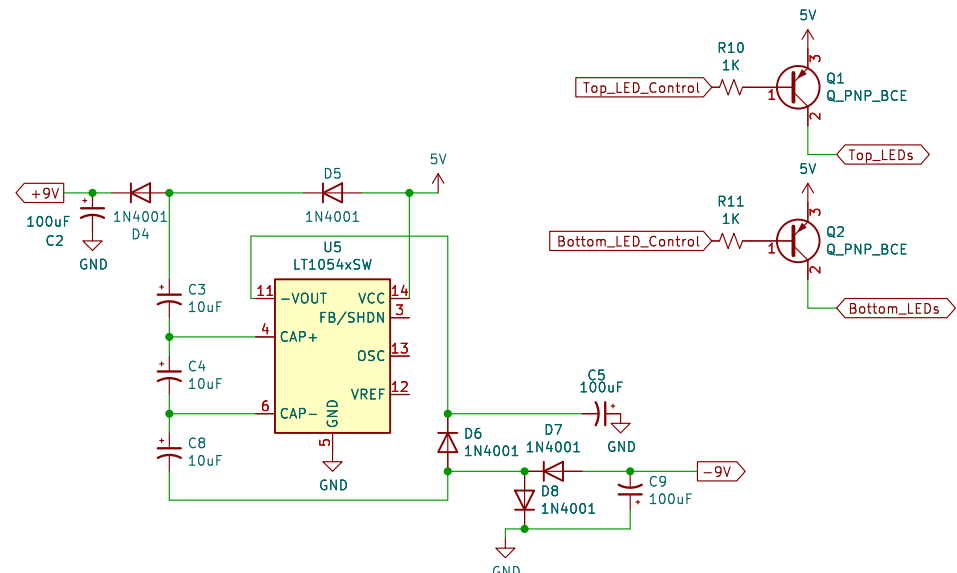 5V
R10
1K
Top_LED_Control
3
1
2
Q1
Q_PNP_BCE
Top_LEDs
5V
R11
1K
Bottom_LED_Control
3
1
2
Q2
Q_PNP_BCE
Bottom_LEDs
+9V
+
100uF
C2
GND
1N4001
D4
D5
1N4001
5V
U5
LT1054xSW
11
-VOUT
VCC
14
FB/SHDN
3
4
CAP+
OSC
13
VREF
12
6
CAP-
GND
5
GND
+
C3
10uF
+
C4
10uF
+
C8
10uF
C5
100uF
+
GND
D6
1N4001
D7
1N4001
D8
1N4001
-9V
C9
100uF
+
GND